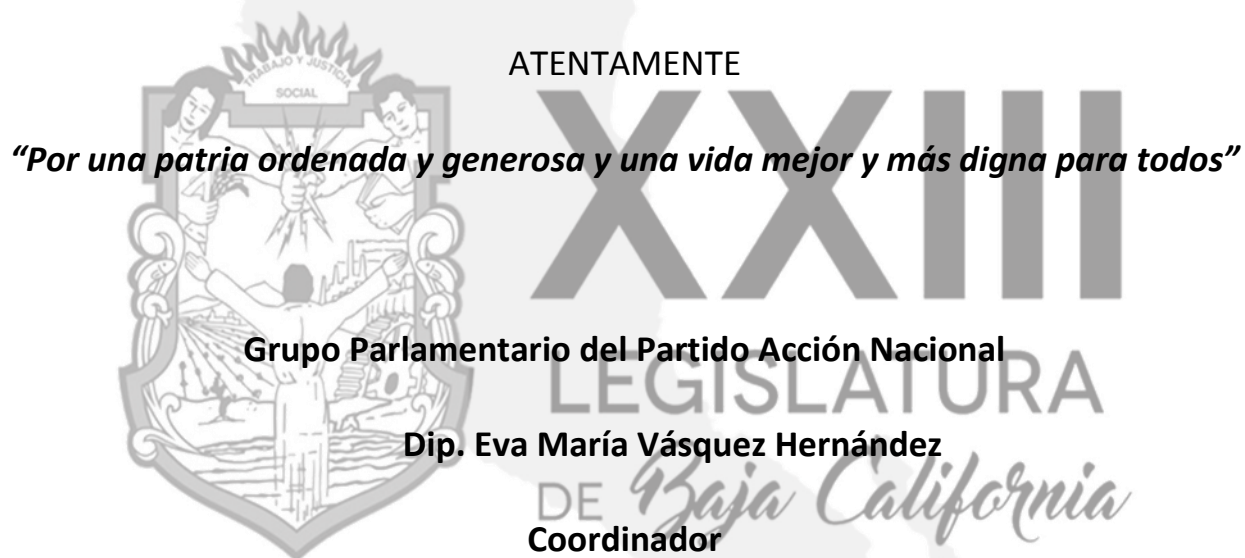 TRABAJO Y JUSTICIA
SOCIAL
ATENTAMENTE
XXIII
“Por una patria ordenada y generosa y una vida mejor y más digna para todos”
Grupo Parlamentario del Partido Acción Nacional
LEGISLATURA
Dip. Eva María Vásquez Hernández
DE Baja California
Coordinador